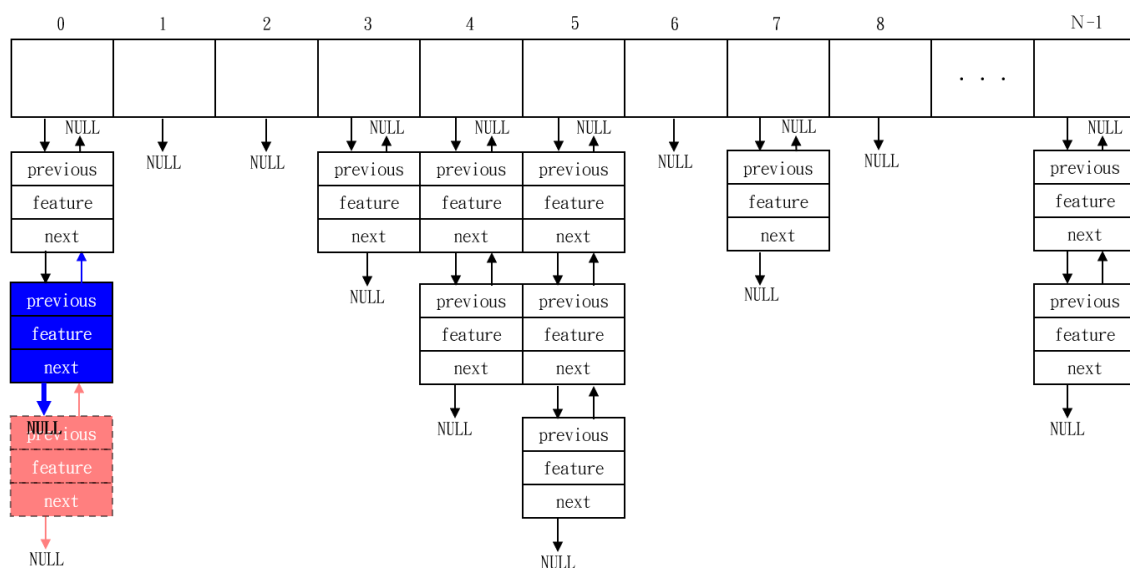 0 1 2 3 4 5 6 7 8 N-1
. . .
NULL NULL NULL NULL NULL NULL
NULL NULL NULL NULL
previous previous previous previous previous previous
feature feature feature feature feature feature
next next next next next next
NULL NULL
previous previous previous previous
feature feature feature feature
next next next next
NULL NULL NULL
previous previous
feature feature
next next
NULL NULL